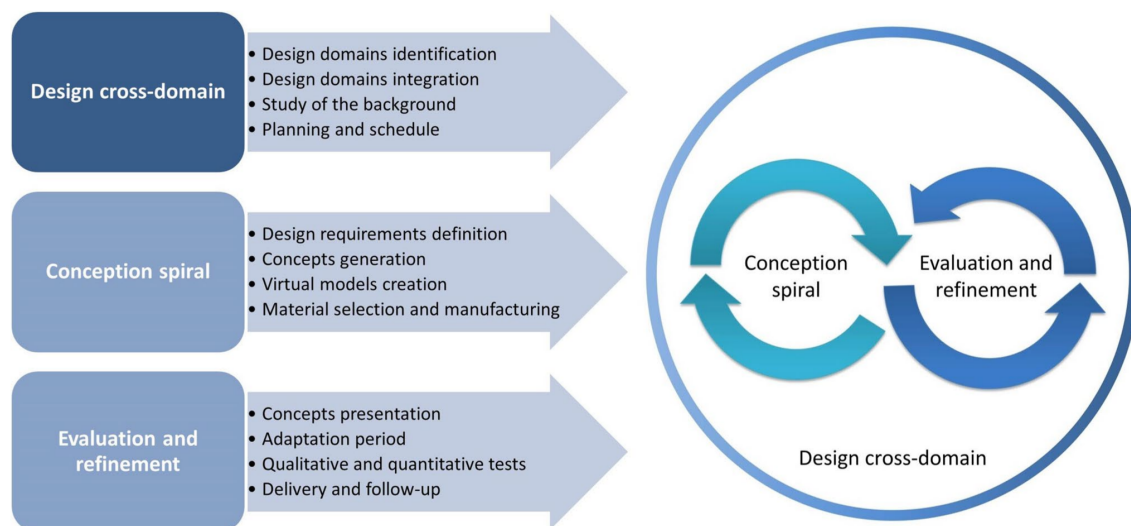 Design cross-domain
• Design domains identification
• Design domains integration
• Study of the background
• Planning and schedule
Conception spiral
• Design requirements definition
• Concepts generation
• Virtual models creation
• Material selection and manufacturing
Evaluation and
refinement
• Concepts presentation
• Adaptation period
• Qualitative and quantitative tests
• Delivery and follow-up
Conception
spiral
Evaluation and
refinement
Design cross-domain